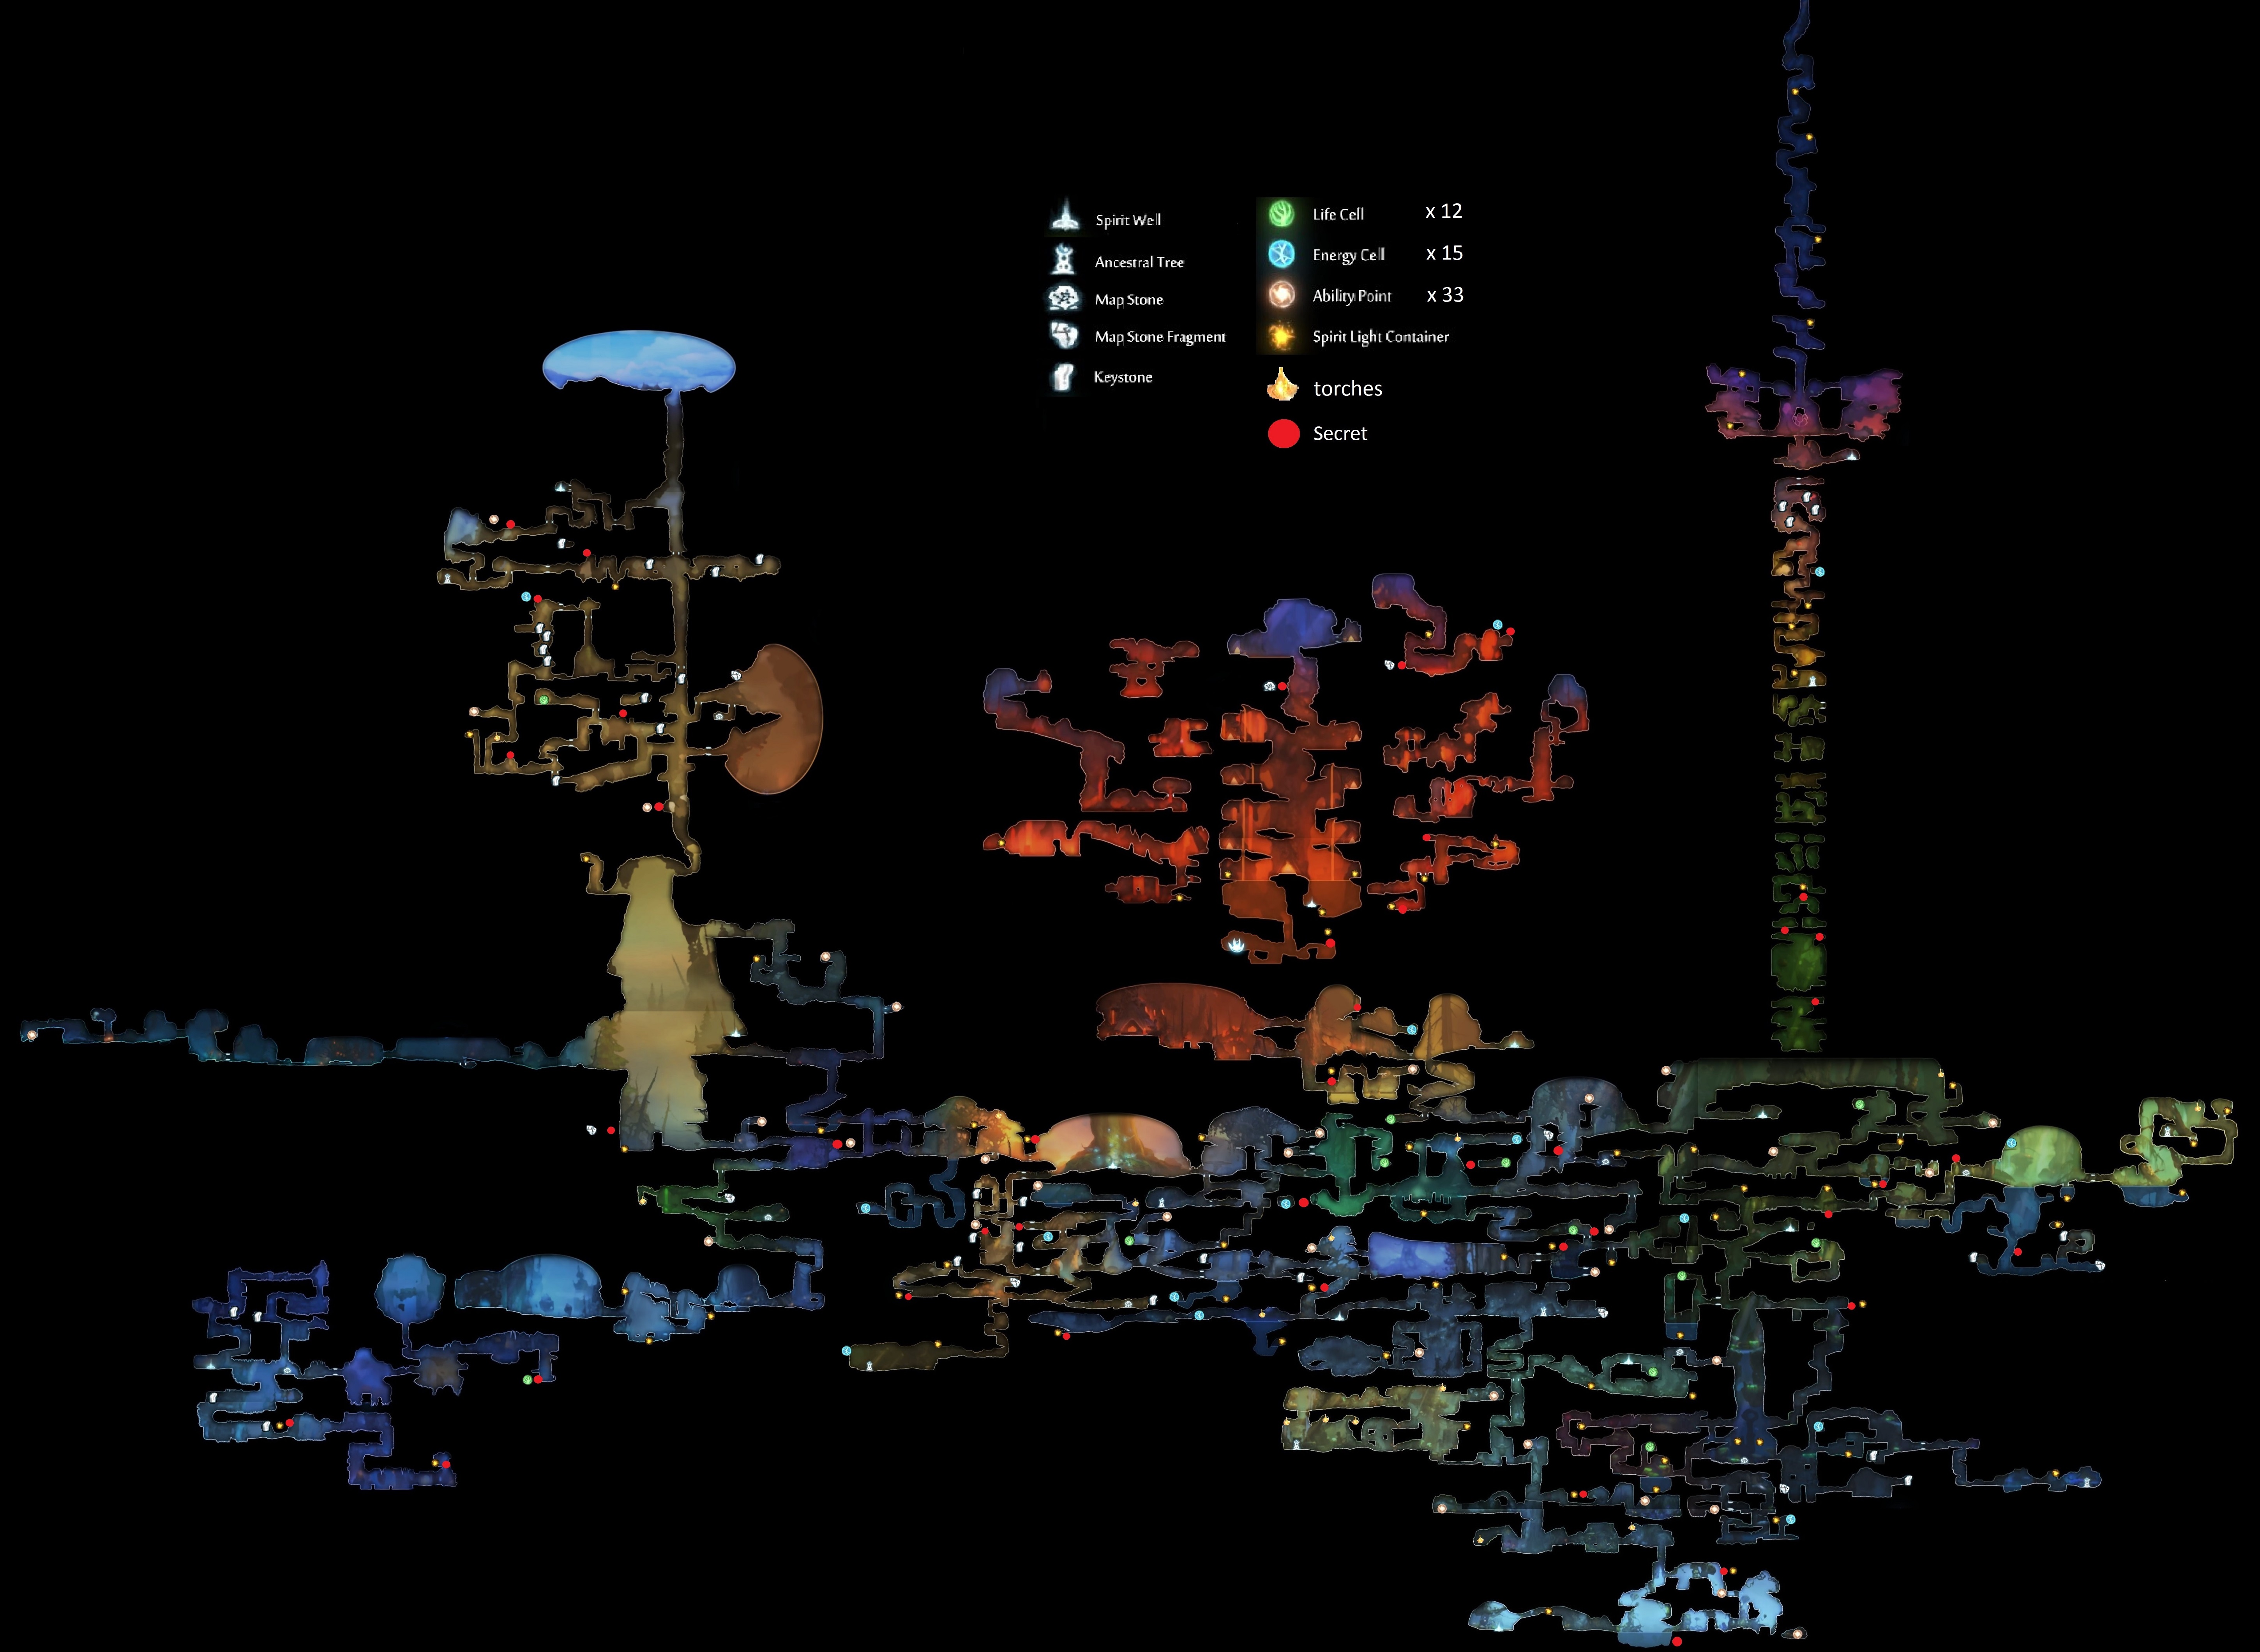 Spirit Well
Ancestral Tree
Map Stone
Map Stone Fragment
Keystone
Life Cell x 12
Energy Cell x 15
Ability Point x 33
Spirit Light Container
torches
Secret